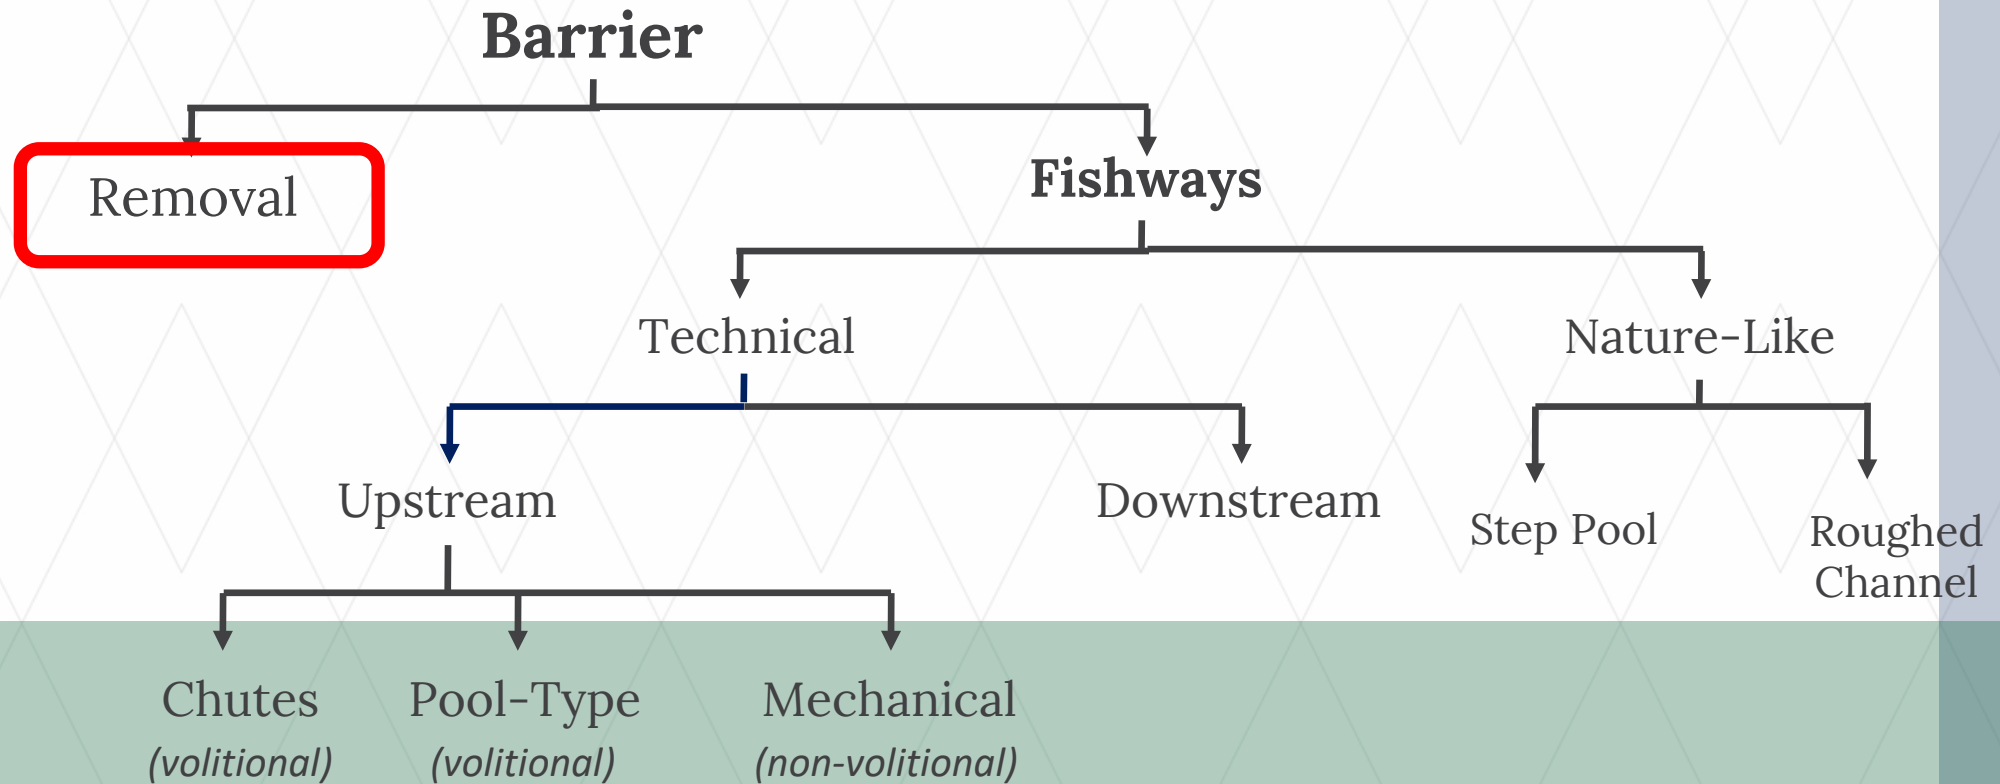 Barrier
Removal
Fishways
Technical
Nature-Like
Upstream
Downstream
Step Pool
Roughed
Channel
Chutes
(volitional)
Pool-Type
(volitional)
Mechanical
(non-volitional)